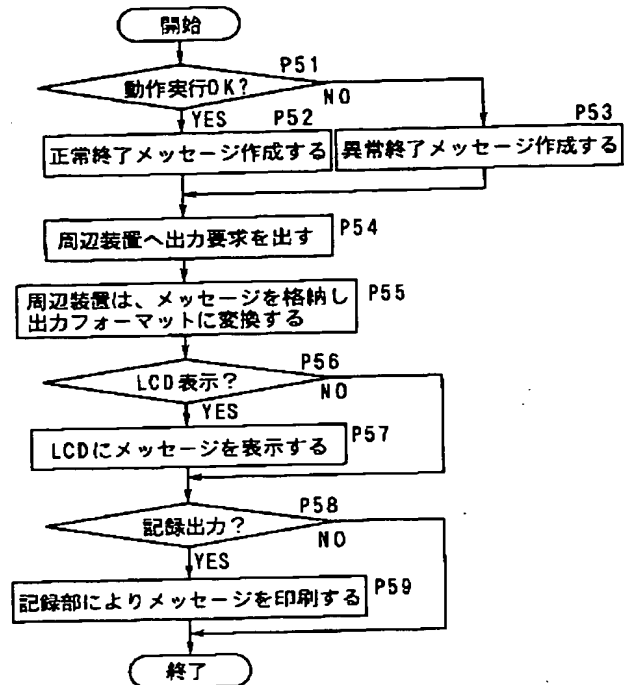 開始
P51
動作実行OK?
NO
YES
P52
P53
正常終了メッセージ作成する
異常終了メッセージ作成する
周辺装置へ出力要求を出す
P54
周辺装置は、メッセージを格納し
出力フォーマットに変換する
P55
P56
LCD表示?
NO
YES
P57
LCDにメッセージを表示する
P58
記録出力?
NO
YES
記録部によりメッセージを印刷する
P59
終了